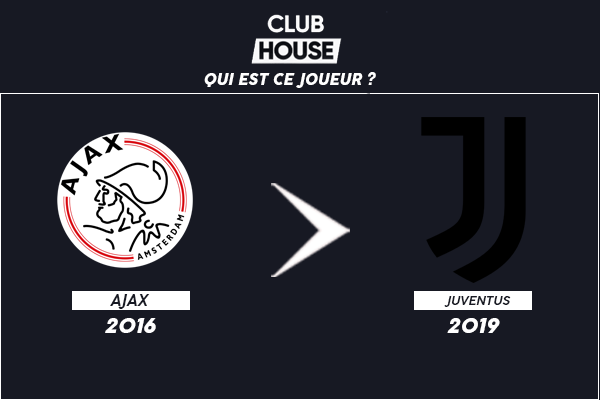 CLUB
HOUSE
QUI EST CE JOUEUR ?
AJAX
AMSTERDAM
AJAX
JUVENTUS
2016
2019